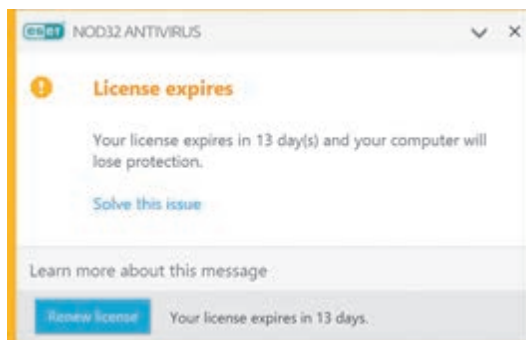 eset NOD32 ANTIVIRUS
License expires
Your license expires in 13 day(s) and your computer will
lose protection.
Solve this issue
Learn more about this message
Renew license Your license expires in 13 days.